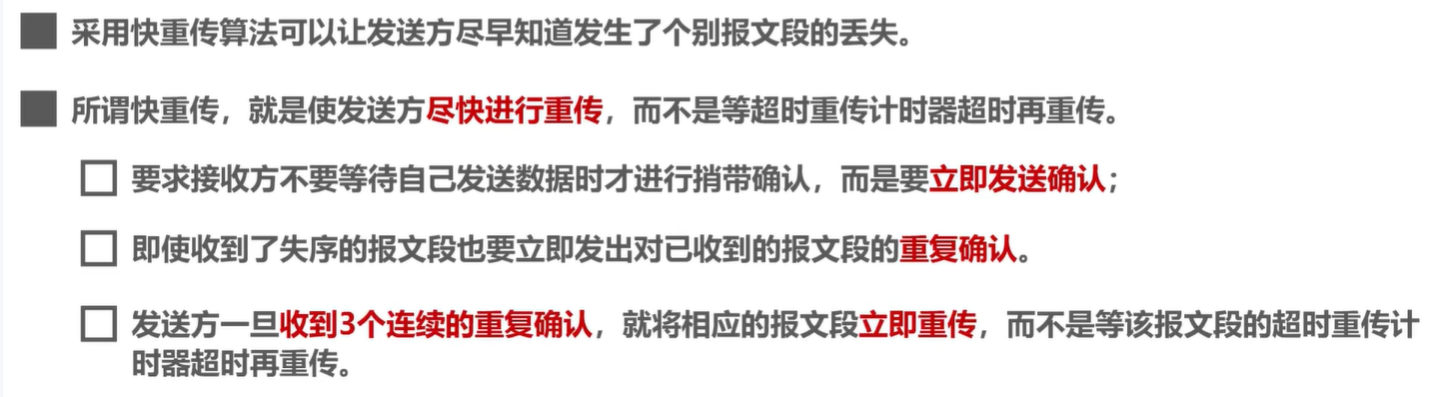 采用快重传算法可以让发送方尽早知道发生了个别报文段的丢失。
所谓快重传，就是使发送方尽快进行重传，而不是等超时重传计时器超时再重传。
要求接收方不要等待自己发送数据时才进行捎带确认，而是要立即发送确认；
即使收到了失序的报文段也要立即发出对已收到的报文段的重复确认。
发送方一旦收到3个连续的重复确认，就将相应的报文段立即重传，而不是等该报文段的超时重传计
时器超时再重传。